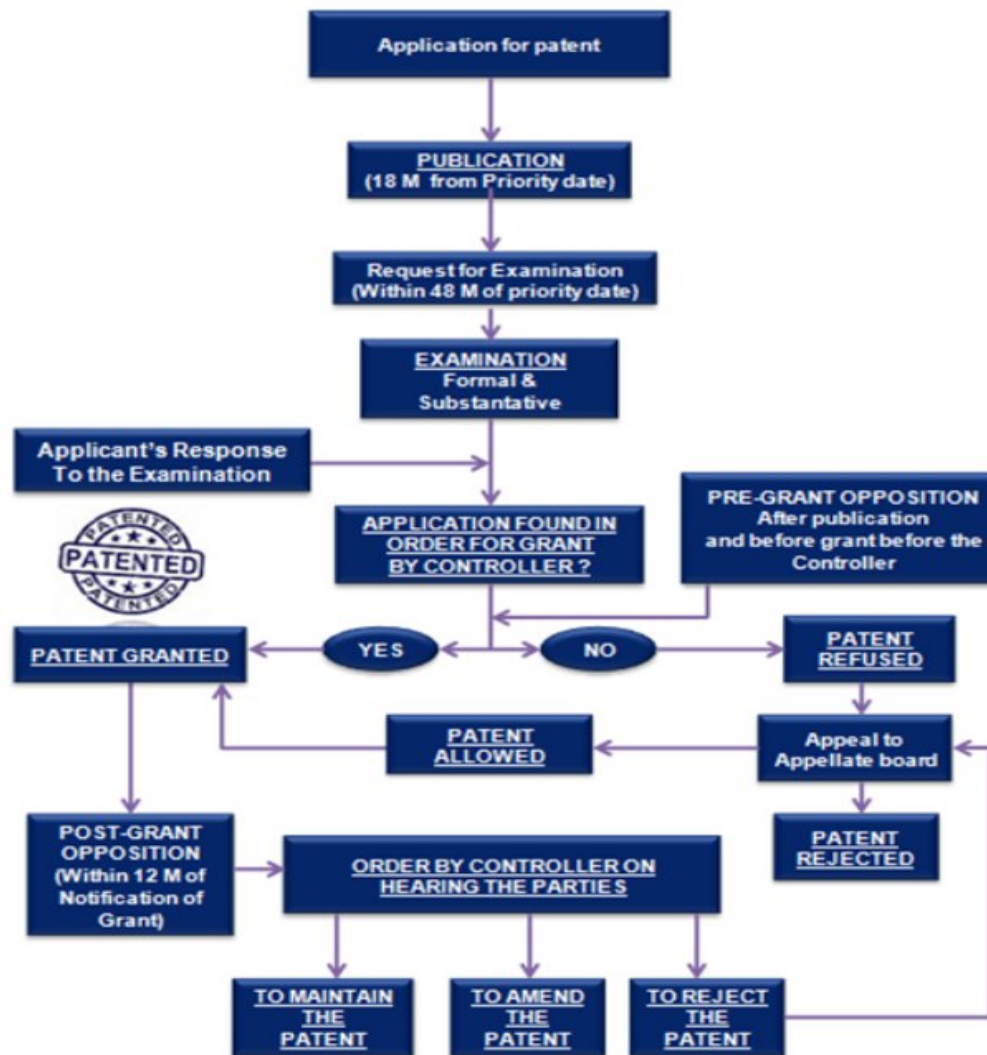 Application for patent
PUBLICATION
(18 M from Priority date)
Request for Examination
(Within 48 M of priority date)
EXAMINATION
Formal &
Substantative
Applicant's Response
To the Examination
APPLICATION FOUND IN
ORDER FOR GRANT
BY CONTROLLER ?
PRE-GRANT OPPOSITION
After publication
and before grant before the
Controller
PATENTED
PATENTED
PATENTED
PATENT GRANTED
YES
NO
PATENT
REFUSED
PATENT
ALLOWED
Appeal to
Appellate board
POST-GRANT
OPPOSITION
(Within 12 M of
Notification of
Grant)
ORDER BY CONTROLLER ON
HEARING THE PARTIES
PATENT
REJECTED
TO MAINTAIN
THE
PATENT
TO AMEND
THE
PATENT
TO REJECT
THE
PATENT